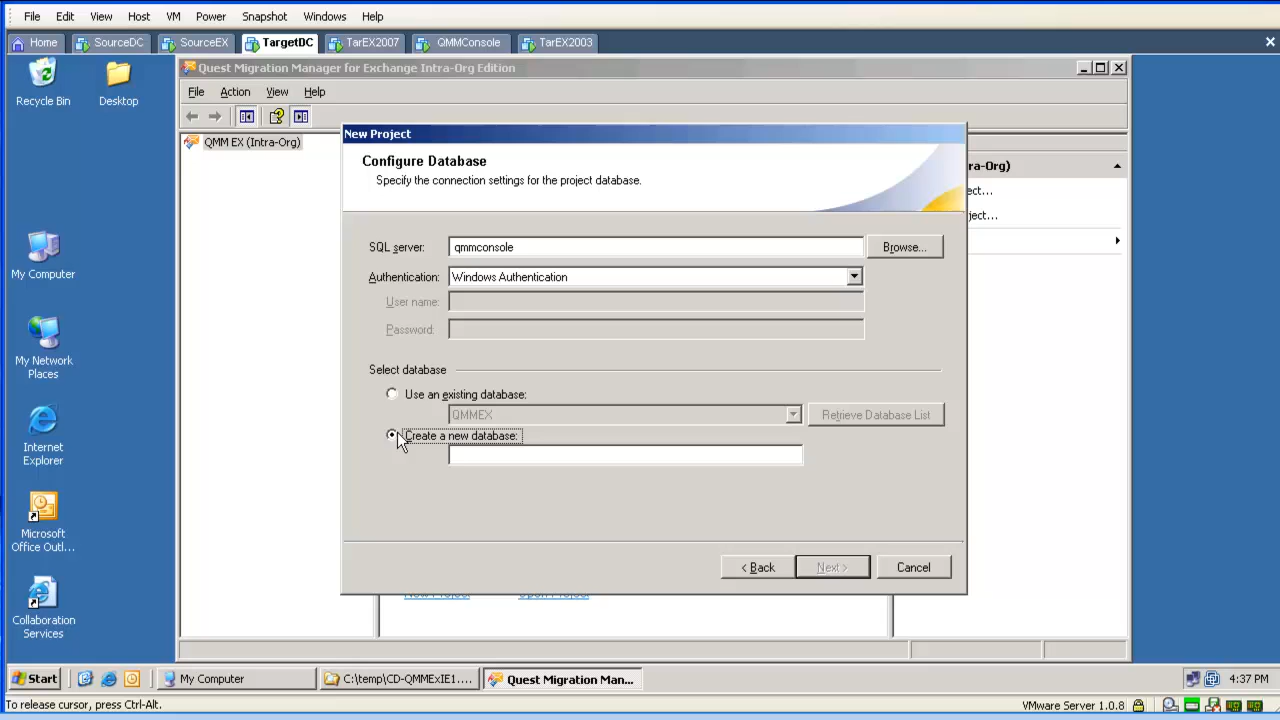 File Edit View Host VM Power Snapshot Windows Help
Home SourceDC SourceEX TargetDC TarEX2007 QMMConsole TarEX2003
Recycle Bin
Desktop
Quest Migration Manager for Exchange Intra-Org Edition
File Action View Help
QMM EX (Intra-Org)
ra-Org)
ect...
ject...
New Project
Configure Database
Specify the connection settings for the project database.
SQL server: qmmconsole Browse...
Authentication: Windows Authentication
User name:
Password:
Select database
Use an existing database:
QMMEX Retrieve Database List
Create a new database:
< Back Next > Cancel
My Computer
My Network
Places
Internet
Explorer
Microsoft
Office Outl...
Collaboration
Services
New Project Open Project
Start My Computer C:\temp\CD-QMMExIE1.... Quest Migration Man... 4:37 PM
To release cursor, press Ctrl-Alt. VMware Server 1.0.8